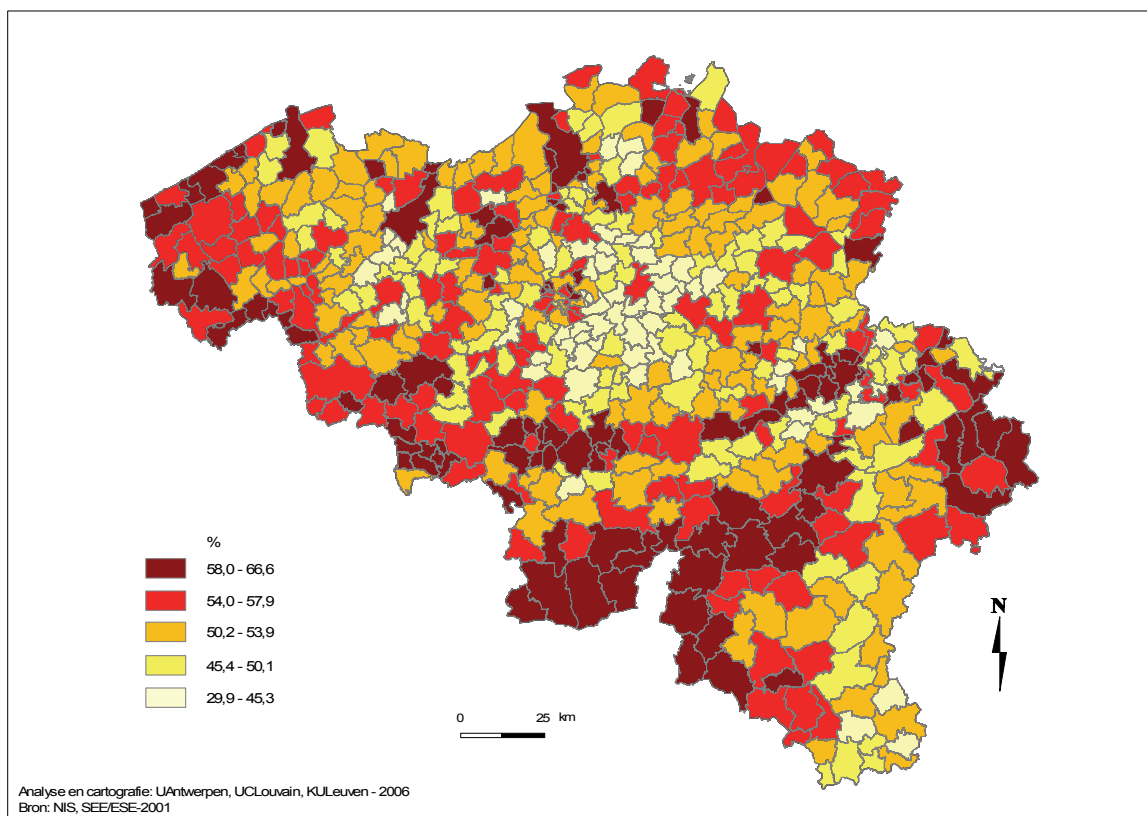 %
58,0 - 66,6
54,0 - 57,9
50,2 - 53,9
45,4 - 50,1
29,9 - 45,3
N
0 25 km
Analyse en cartografie: UAntwerpen, UCLouvain, KULeuven - 2006
Bron: NIS, SEE/ESE-2001